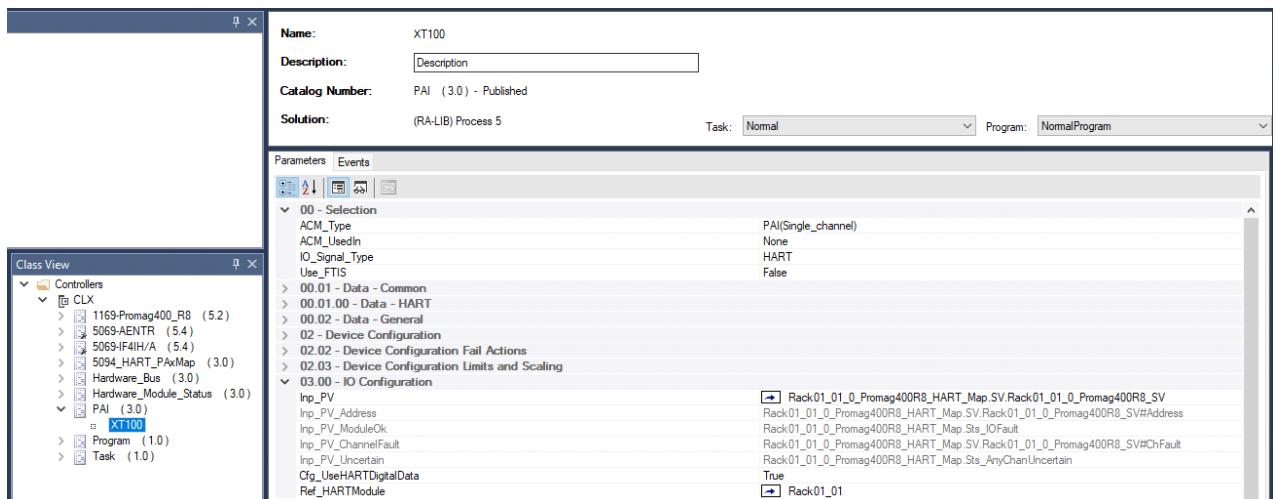 Name: XT100
Description: Description
Catalog Number: PAI (3.0) - Published
Solution: (RA-LIB) Process 5 Task: Normal Program: NormalProgram
Parameters Events
00 - Selection
ACM_Type PAI(Single_channel)
ACM_UsedIn None
IO_Signal_Type HART
Use_FTIS False
00.01 - Data - Common
00.01.00 - Data - HART
00.02 - Data - General
02 - Device Configuration
02.02 - Device Configuration Fail Actions
02.03 - Device Configuration Limits and Scaling
03.00 - IO Configuration
Inp_PV Rack01_01_0_Promag400R8_HART_Map.SV.Rack01_01_0_Promag400R8_SV
Inp_PV_Address Rack01_01_0_Promag400R8_HART_Map.SV.Rack01_01_0_Promag400R8_SV#Address
Inp_PV_ModuleOk Rack01_01_0_Promag400R8_HART_Map.Sts_IOFault
Inp_PV_ChannelFault Rack01_01_0_Promag400R8_HART_Map.SV.Rack01_01_0_Promag400R8_SV#ChFault
Inp_PV_Uncertain Rack01_01_0_Promag400R8_HART_Map.Sts_AnyChanUncertain
Cfg_UseHARTDigitalData True
Ref_HARTModule Rack01_01
Class View
Controllers
CLX
1169-Promag400_R8 (5.2)
5069-AENTR (5.4)
5069-IF4IH/A (5.4)
5094_HART_PAxMap (3.0)
Hardware_Bus (3.0)
Hardware_Module_Status (3.0)
PAI (3.0)
XT100
Program (1.0)
Task (1.0)